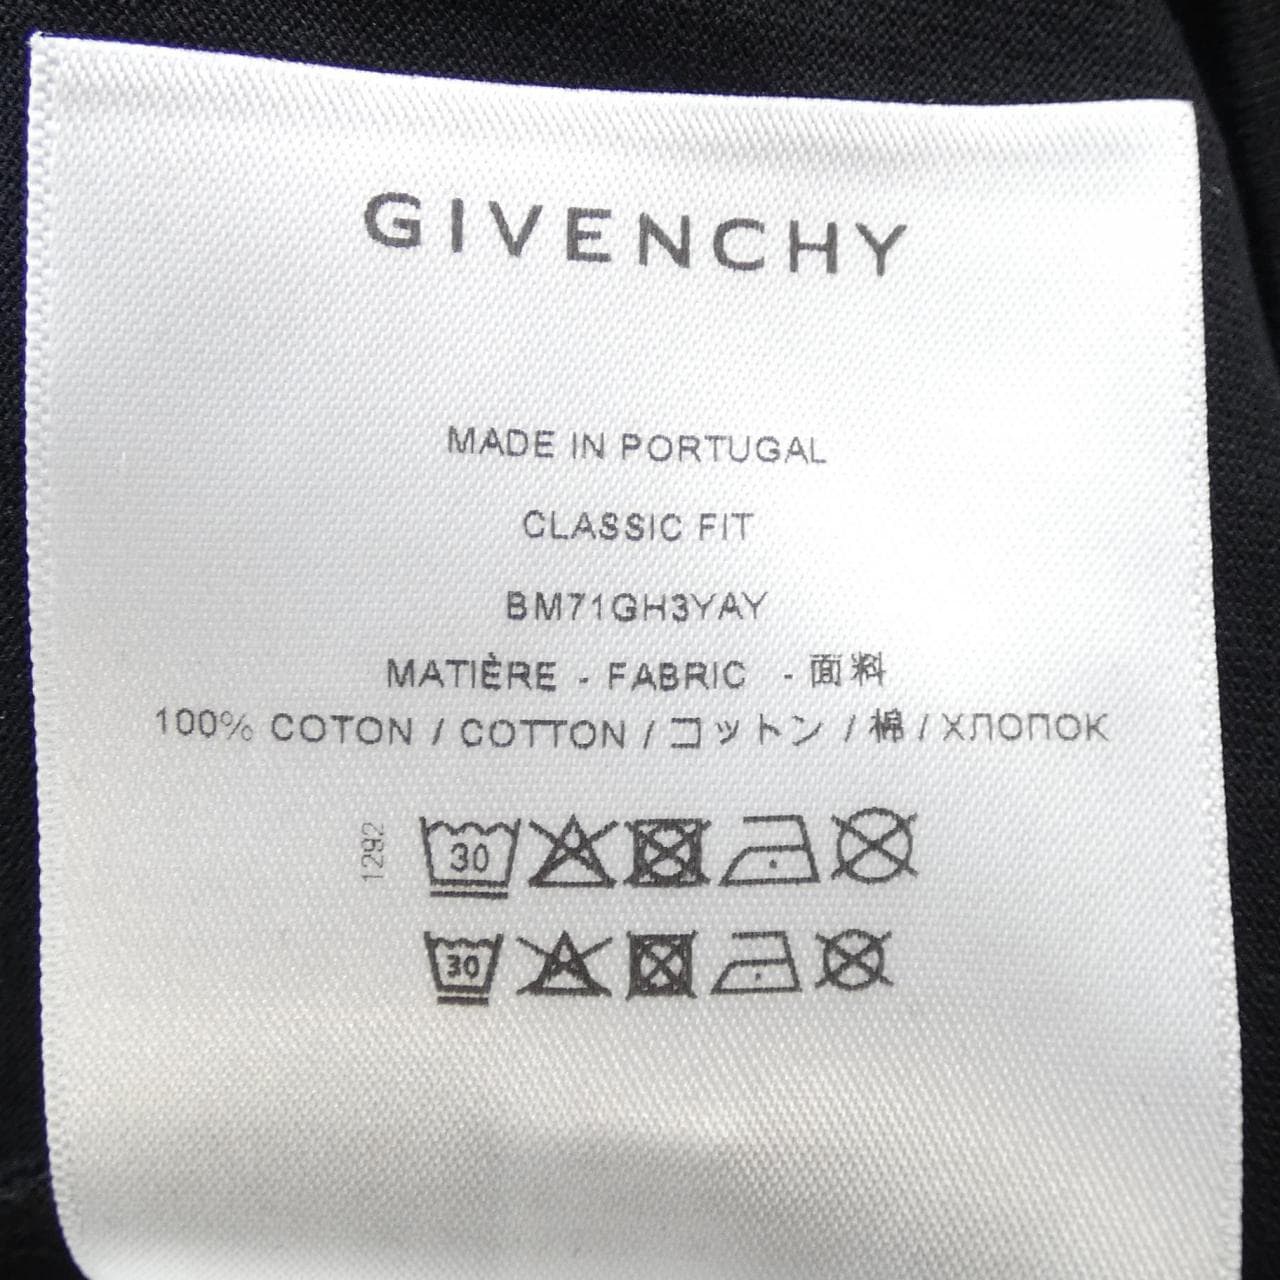 GIVENCHY
MADE IN PORTUGAL
CLASSIC FIT
BM71GH3YAY
MATIÈRE - FABRIC - 面料
100% COTON / COTTON / コットン / 棉 / ХЛОПОК
1292
30
30